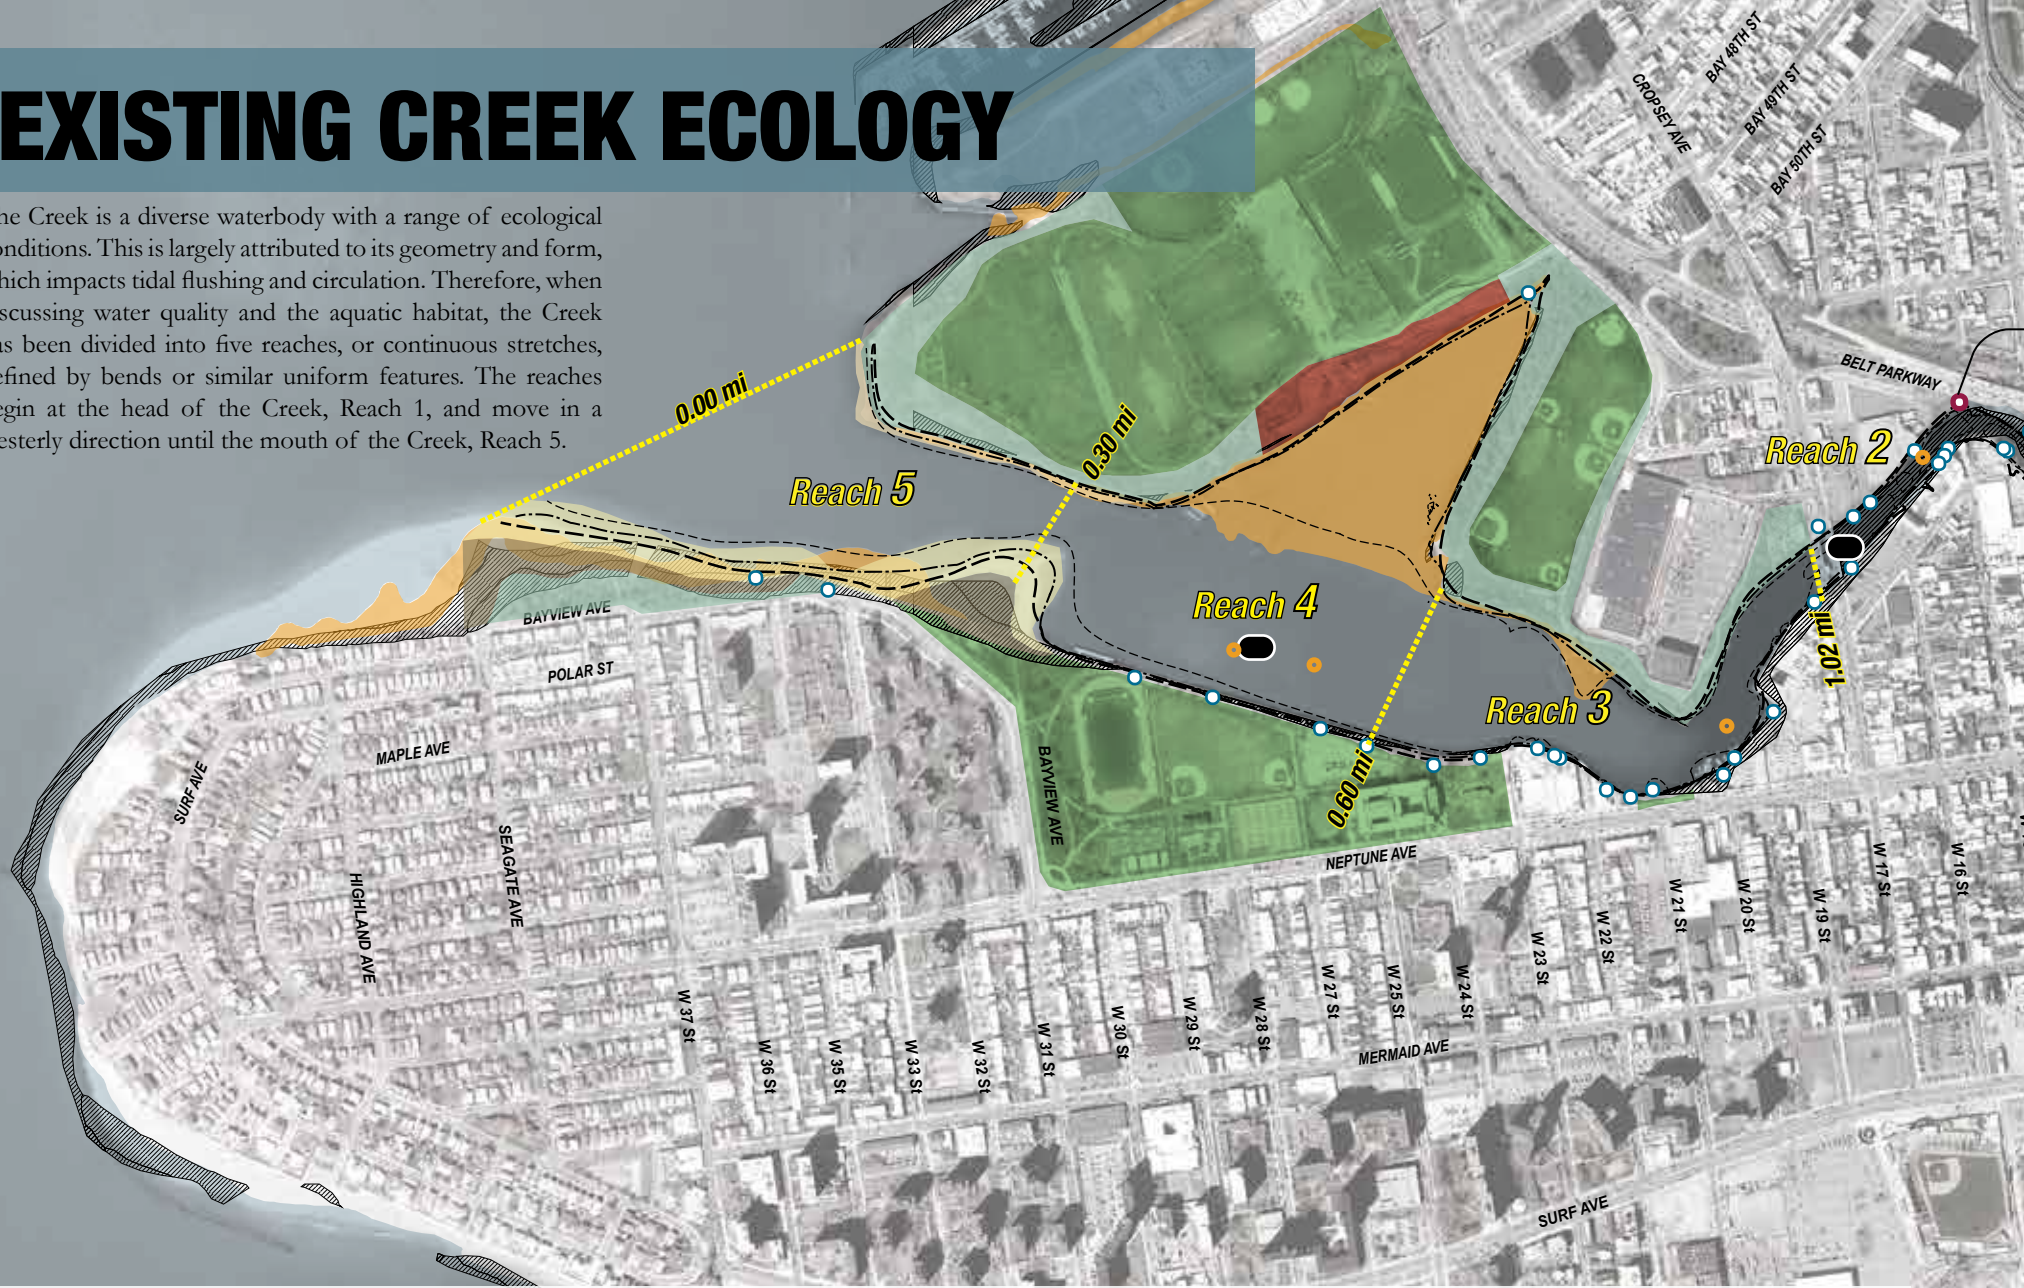 EXISTING CREEK ECOLOGY
he Creek is a diverse waterbody with a range of ecological
onditions. This is largely attributed to its geometry and form,
hich impacts tidal flushing and circulation. Therefore, when
scussing water quality and the aquatic habitat, the Creek
as been divided into five reaches, or continuous stretches,
efined by bends or similar uniform features. The reaches
egin at the head of the Creek, Reach 1, and move in a
esterly direction until the mouth of the Creek, Reach 5.
CROPSEY AVE
BAY 48TH ST
BAY 49TH ST
BAY 50TH ST
BELT PARKWAY
0.00 mi
0.30 mi
Reach 2
Reach 5
Reach 4
Reach 3
1.02 mi
0.60 mi
BAYVIEW AVE
POLAR ST
MAPLE AVE
SURF AVE
HIGHLAND AVE
SEAGATE AVE
BAYVIEW AVE
NEPTUNE AVE
W 37 St
W 36 St
W 35 St
W 33 St
W 32 St
W 31 St
W 30 St
W 29 St
W 28 St
W 27 St
W 25 St
W 24 St
W 23 St
W 22 St
W 21 St
W 20 St
W 19 St
W 17 St
W 16 St
MERMAID AVE
SURF AVE